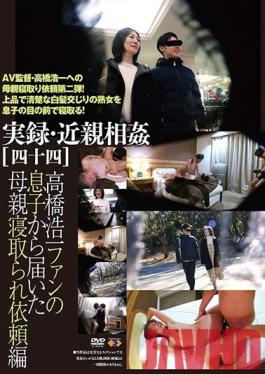 AV監督・高橋浩一への
母親寝取り依頼第二弾!
上品で清楚な白髪交じりの熟女を
息子の目の前で寝取る!
実録・近親相姦
[四十四]
高橋浩一ファンの
息子から届いた
母親寝取られ依頼編
DVD
JAVHD